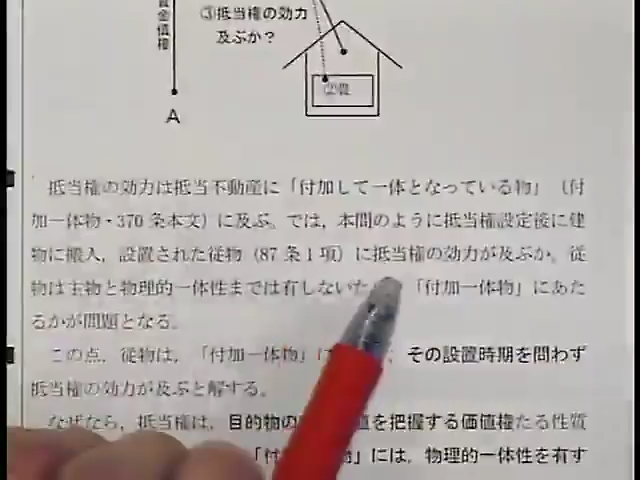 金債権
③抵当権の効力
及ぶか？
②畳
A
抵当権の効力は抵当不動産に「付加して一体となっている物」（付
加一体物・370 条本文）に及ぶ。では，本問のように抵当権設定後に建
物に搬入，設置された従物（87 条 1 項）に抵当権の効力が及ぶか。従
物は主物と物理的一体性までは有しないた 「付加一体物」にあた
るかが問題となる。
この点，従物は，「付加一体物」に その設置時期を問わず
抵当権の効力が及ぶと解する。
なぜなら，抵当権は，目的物の 値を把握する価値権たる性質
「付 物」には，物理的一体性を有す